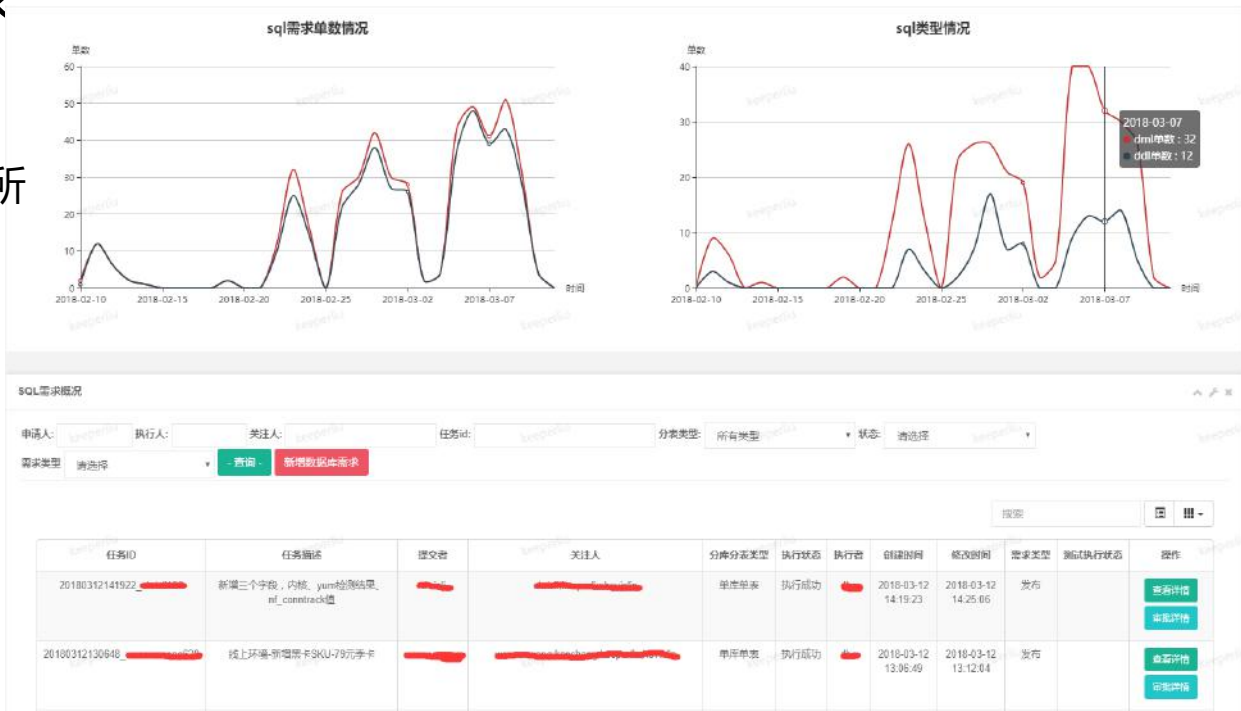 所
sql需求单数情况
单数
60
50
40
30
20
10
0
2018-02-10 2018-02-15 2018-02-20 2018-02-25 2018-03-02 2018-03-07
时间
sql类型情况
单数
40
30
20
10
0
2018-03-07
dml单数 : 32
ddl单数 : 12
2018-02-10 2018-02-15 2018-02-20 2018-02-25 2018-03-02 2018-03-07
时间
SQL需求概况
申请人: 执行人: 关注人: 任务id: 分表类型: 所有类型 状态: 请选择
需求类型 请选择 - 查询 - 新增数据库需求
搜索
任务ID 任务描述 提交者 关注人 分库分表类型 执行状态 执行者 创建时间 修改时间 需求类型 测试执行状态 操作
20180312141922_ 新增三个字段，内核、yum检测结果、 单库单表 执行成功 2018-03-12 2018-03-12 发布 查看详情
nf_conntrack值 14:19:23 14:25:06
审批详情
20180312130648_ 线上环境-新增黑卡SKU-79元季卡 单库单表 执行成功 2018-03-12 2018-03-12 发布 查看详情
13:06:49 13:12:04
审批详情
keeperliu